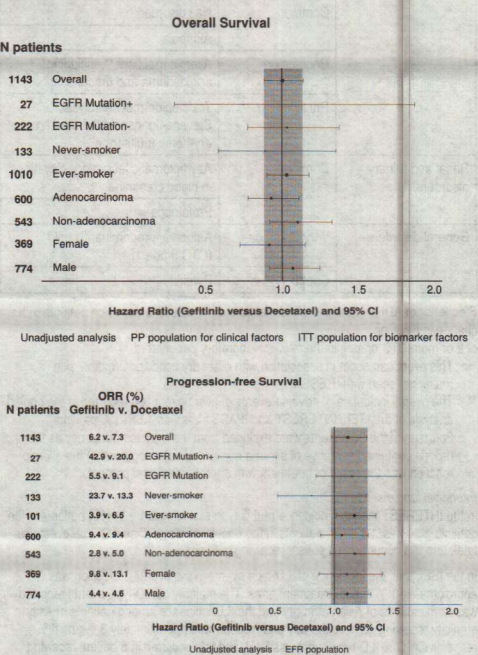 Overall Survival
N patients
1143 Overall
27 EGFR Mutation+
222 EGFR Mutation-
133 Never-smoker
1010 Ever-smoker
600 Adenocarcinoma
543 Non-adenocarcinoma
369 Female
774 Male
0.5 1.0 1.5 2.0
Hazard Ratio (Gefitinib versus Decetaxel) and 95% CI
Unadjusted analysis PP population for clinical factors ITT population for biomarker factors
Progression-free Survival
ORR (%)
N patients Gefitinib v. Docetaxel
1143 6.2 v. 7.3 Overall
27 42.9 v. 20.0 EGFR Mutation+
222 5.5 v. 9.1 EGFR Mutation
133 23.7 v. 13.3 Never-smoker
101 3.9 v. 6.5 Ever-smoker
600 9.4 v. 9.4 Adenocarcinoma
543 2.8 v. 5.0 Non-adenocarcinoma
369 9.8 v. 13.1 Female
774 4.4 v. 4.6 Male
0 0.5 1.0 1.5 2.0
Hazard Ratio (Gefitinib versus Decetaxel) and 95% CI
Unadjusted analysis EFR population